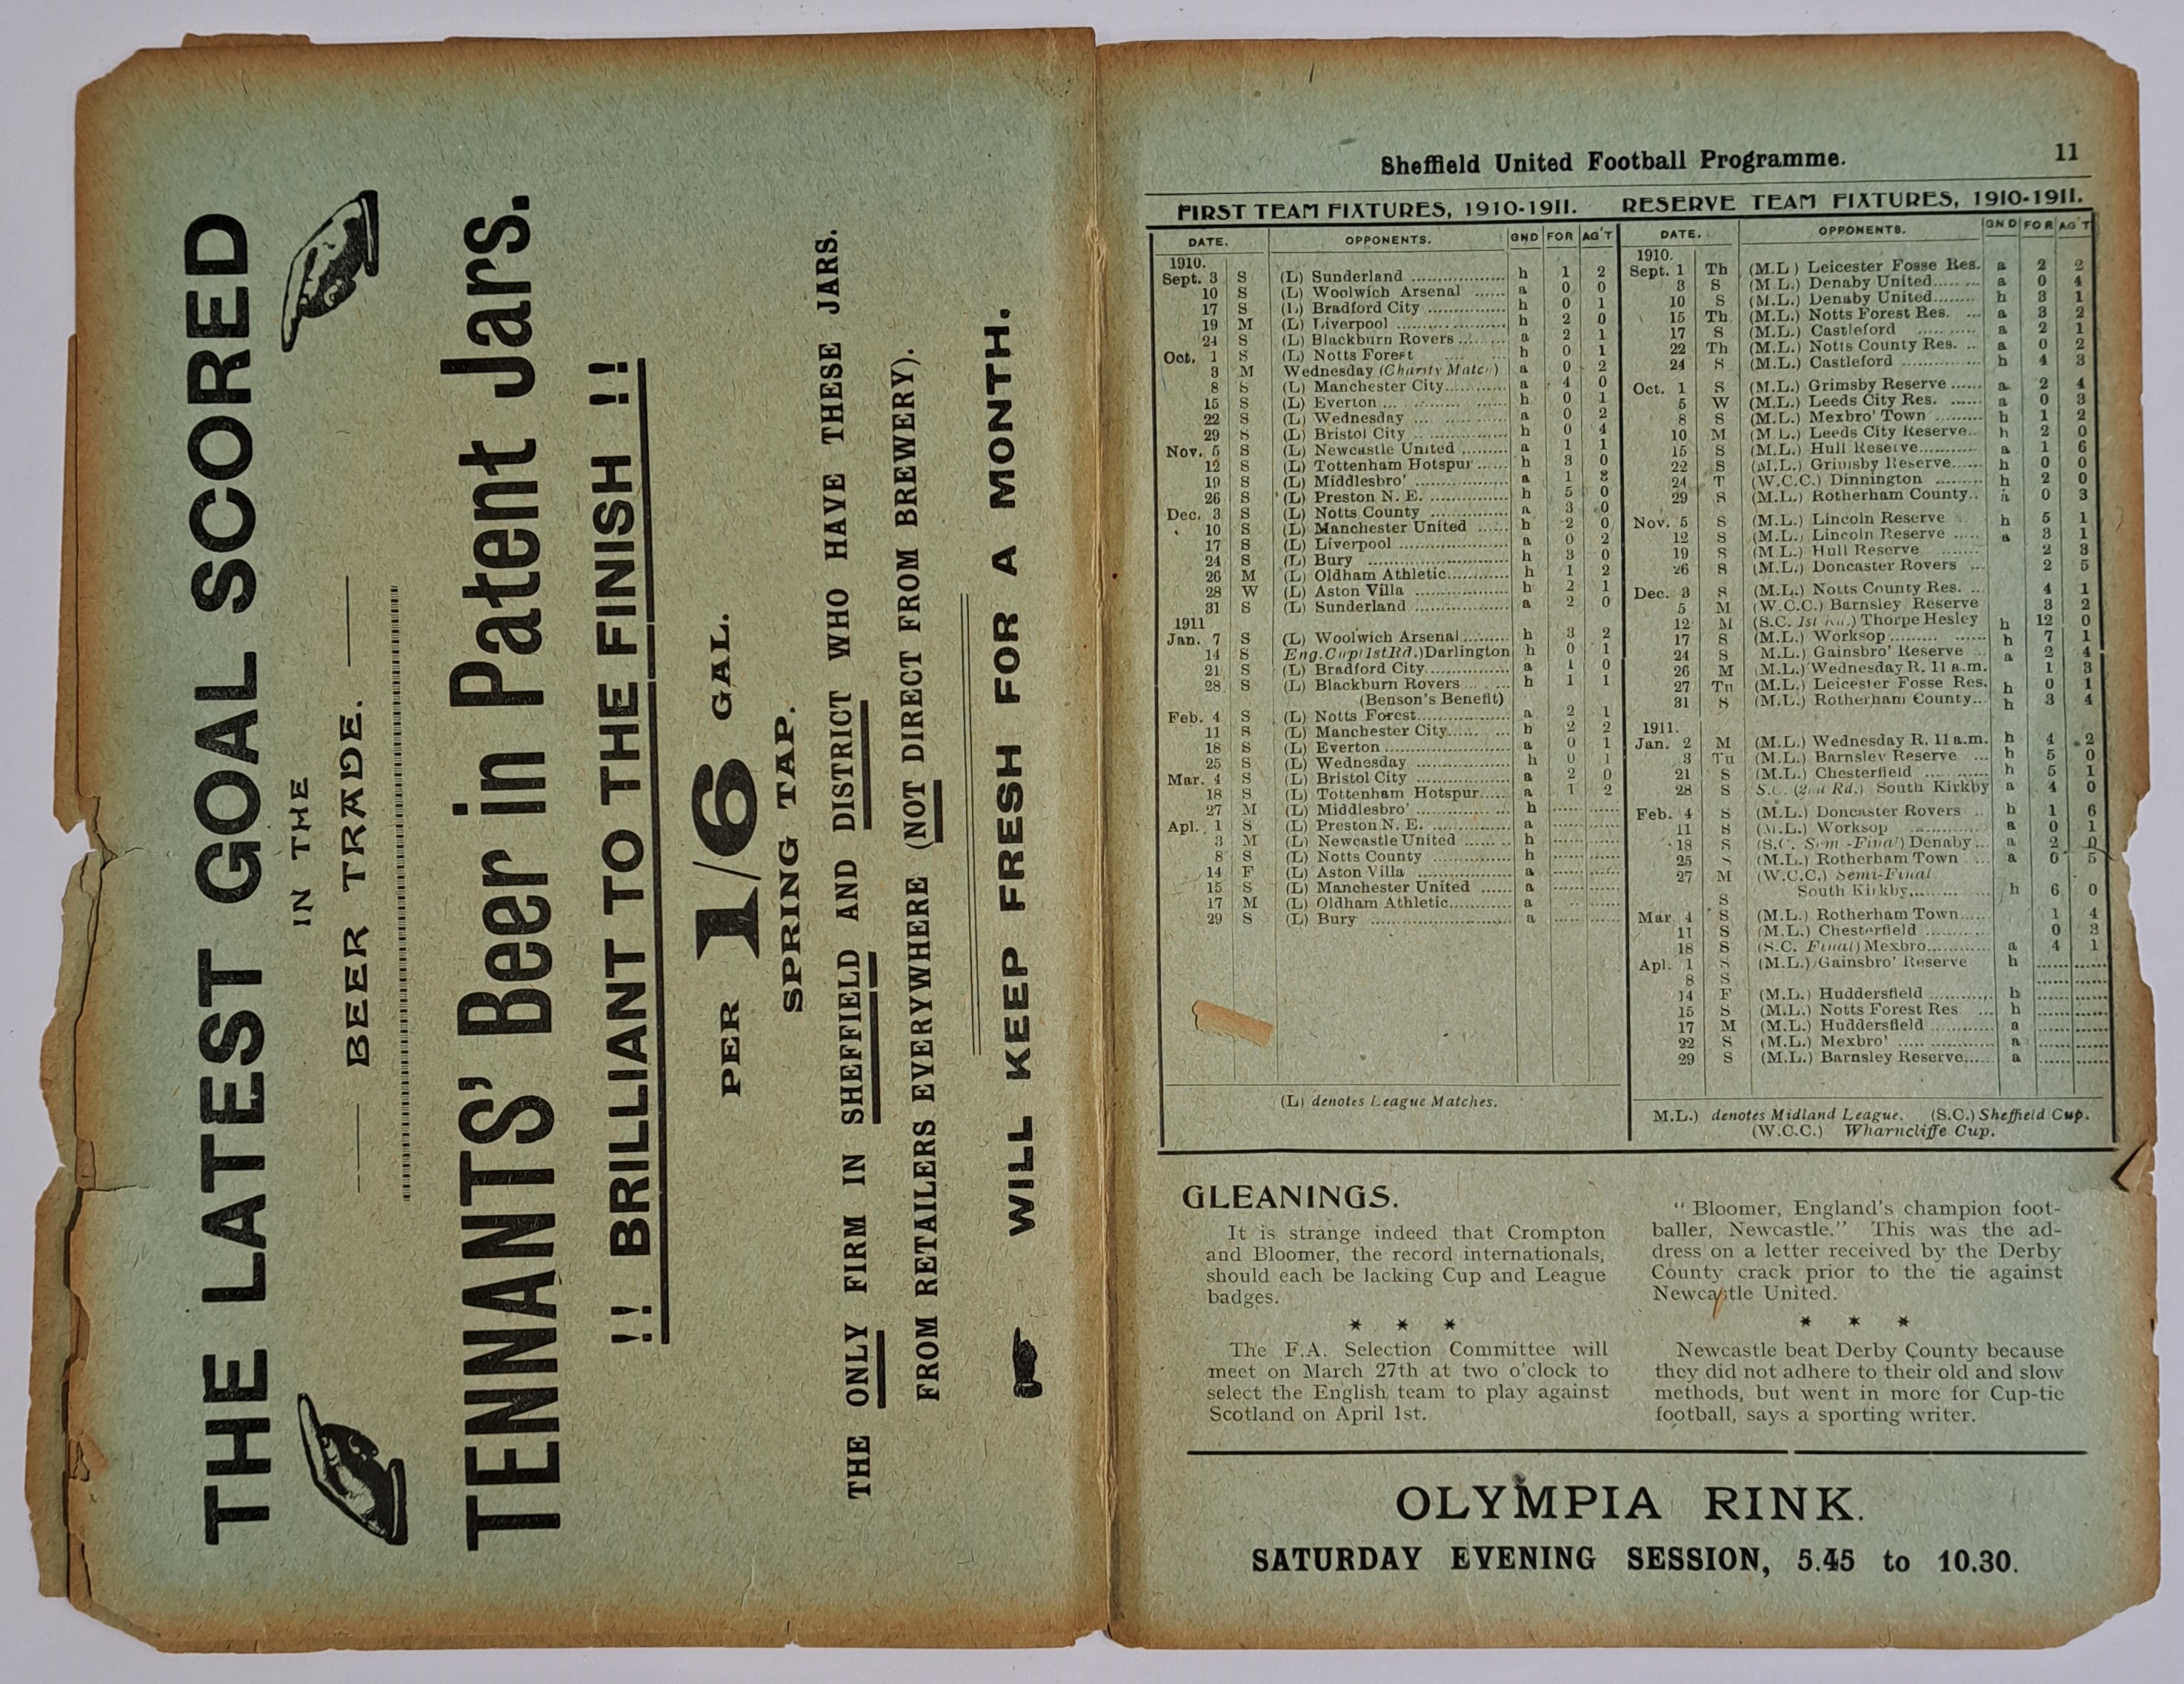 THE LATEST GOAL SCORED
IN THE
BEER TRADE.
TENNANTS' Beer in Patent Jars.
!! BRILLIANT TO THE FINISH !!
PER 1/6 GAL.
SPRING TAP.
THE ONLY FIRM IN SHEFFIELD AND DISTRICT WHO HAVE THESE JARS.
FROM RETAILERS EVERYWHERE (NOT DIRECT FROM BREWERY).
WILL KEEP FRESH FOR A MONTH.
Sheffield United Football Programme. 11
FIRST TEAM FIXTURES, 1910-1911.
DATE. OPPONENTS. GND FOR AG'T
1910.
Sept. 3 S (L) Sunderland h 1 2
10 S (L) Woolwich Arsenal a 0 0
17 S (L) Bradford City h 0 1
19 M (L) Liverpool h 2 0
24 S (L) Blackburn Rovers a 2 1
Oct. 1 S (L) Notts Forest h 0 1
3 M Wednesday (Charity Match) a 0 2
8 S (L) Manchester City a 4 0
15 S (L) Everton h 0 1
22 S (L) Wednesday a 0 2
29 S (L) Bristol City h 0 4
Nov. 5 S (L) Newcastle United a 1 1
12 S (L) Tottenham Hotspur h 3 0
19 S (L) Middlesbro' a 1 3
26 S (L) Preston N. E. h 5 0
Dec. 3 S (L) Notts County a 3 0
10 S (L) Manchester United h 2 0
17 S (L) Liverpool a 0 2
24 S (L) Bury h 3 0
26 M (L) Oldham Athletic h 1 2
28 W (L) Aston Villa h 2 1
31 S (L) Sunderland a 2 0
1911
Jan. 7 S (L) Woolwich Arsenal h 3 2
14 S Eng. Cup(1stRd.)Darlington h 0 1
21 S (L) Bradford City a 1 0
28 S (L) Blackburn Rovers h 1 1
(Benson's Benefit)
Feb. 4 S (L) Notts Forest a 2 1
11 S (L) Manchester City h 2 2
18 S (L) Everton a 0 1
25 S (L) Wednesday h 0 1
Mar. 4 S (L) Bristol City a 2 0
18 S (L) Tottenham Hotspur a 1 2
27 M (L) Middlesbro' h
Apl. 1 S (L) Preston N. E. a
3 M (L) Newcastle United h
8 S (L) Notts County h
14 F (L) Aston Villa a
15 S (L) Manchester United a
17 M (L) Oldham Athletic a
29 S (L) Bury a
(L) denotes League Matches.
RESERVE TEAM FIXTURES, 1910-1911.
DATE. OPPONENTS. GND FOR AG'T
1910.
Sept. 1 Th (M.L.) Leicester Fosse Res. a 2 2
3 S (M.L.) Denaby United a 0 4
10 S (M.L.) Denaby United h 3 1
15 Th (M.L.) Notts Forest Res. a 3 2
17 S (M.L.) Castleford a 2 1
22 Th (M.L.) Notts County Res. a 0 2
24 S (M.L.) Castleford h 4 3
Oct. 1 S (M.L.) Grimsby Reserve a 2 4
5 W (M.L.) Leeds City Res. a 0 3
8 S (M.L.) Mexbro' Town h 1 2
10 M (M.L.) Leeds City Reserve h 2 0
15 S (M.L.) Hull Reserve a 1 6
22 S (M.L.) Grimsby Reserve h 0 0
24 T (W.C.C.) Dinnington h 2 0
29 S (M.L.) Rotherham County a 0 3
Nov. 5 S (M.L.) Lincoln Reserve h 5 1
12 S (M.L.) Lincoln Reserve a 3 1
19 S (M.L.) Hull Reserve 2 3
26 S (M.L.) Doncaster Rovers 2 5
Dec. 3 S (M.L.) Notts County Res. 4 1
5 M (W.C.C.) Barnsley Reserve 3 2
12 M (S.C. 1st Rd.) Thorpe Hesley h 12 0
17 S (M.L.) Worksop h 7 1
24 S M.L.) Gainsbro' Reserve a 2 4
26 M (M.L.) Wednesday R. 11 a.m. 1 3
27 Tu (M.L.) Leicester Fosse Res. h 0 1
31 S (M.L.) Rotherham County h 3 4
1911.
Jan. 2 M (M.L.) Wednesday R. 11 a.m. h 4 2
3 Tu (M.L.) Barnsley Reserve h 5 0
21 S (M.L.) Chesterfield h 5 1
28 S S.C. (2nd Rd.) South Kirkby a 4 0
Feb. 4 S (M.L.) Doncaster Rovers h 1 6
11 S (M.L.) Worksop a 0 1
18 S (S.C. Sem -Final) Denaby a 2 0
25 S (M.L.) Rotherham Town a 0 5
27 M (W.C.C.) Semi-Final
South Kirkby h 6 0
S
Mar. 4 S (M.L.) Rotherham Town 1 4
11 S (M.L.) Chesterfield 0 3
18 S (S.C. Final) Mexbro a 4 1
Apl. 1 S (M.L.) Gainsbro' Reserve h
8 S
14 F (M.L.) Huddersfield h
15 S (M.L.) Notts Forest Res h
17 M (M.L.) Huddersfield a
22 S (M.L.) Mexbro' a
29 S (M.L.) Barnsley Reserve a
M.L.) denotes Midland League. (S.C.) Sheffield Cup.
(W.C.C.) Wharncliffe Cup.
GLEANINGS.
It is strange indeed that Crompton
and Bloomer, the record internationals,
should each be lacking Cup and League
badges.
* * *
The F.A. Selection Committee will
meet on March 27th at two o'clock to
select the English team to play against
Scotland on April 1st.
" Bloomer, England's champion foot-
baller, Newcastle." This was the ad-
dress on a letter received by the Derby
County crack prior to the tie against
Newcastle United.
* * *
Newcastle beat Derby County because
they did not adhere to their old and slow
methods, but went in more for Cup-tie
football, says a sporting writer.
OLYMPIA RINK.
SATURDAY EVENING SESSION, 5.45 to 10.30.